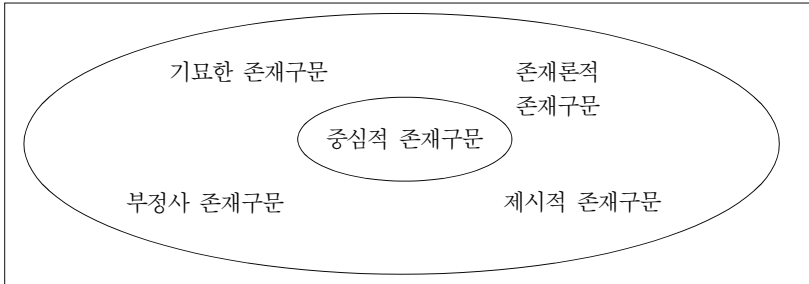 기묘한 존재구문
존재론적
존재구문
중심적 존재구문
부정사 존재구문
제시적 존재구문